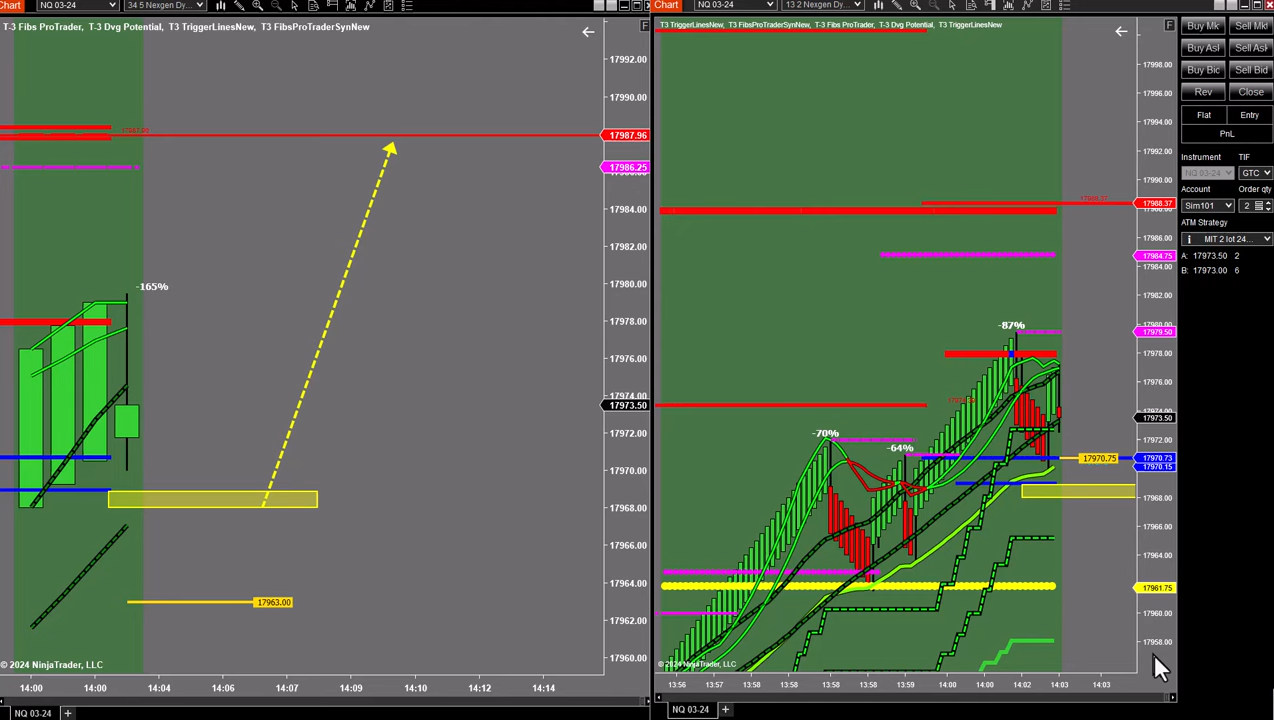 Chart
NQ 03-24
34 5 Nexgen Dy...
T-3 Fibs ProTrader, T-3 Dvg Potential, T3 TriggerLinesNew, T3 FibsProTraderSynNew
F
17992.00
17990.00
17987.96
17986.25
17984.00
17982.00
-165%
17980.00
17978.00
17976.00
17973.50
17972.00
17970.00
17968.00
17966.00
17964.00
17963.00
17962.00
17960.00
© 2024 NinjaTrader, LLC
14:00
14:00
14:04
14:06
14:07
14:09
14:10
14:12
14:14
NQ 03-24
+
Chart
NQ 03-24
13 2 Nexgen Dy...
T3 TriggerLinesNew, T3 FibsProTraderSynNew, T-3 Fibs ProTrader, T-3 Dvg Potential, T3 TriggerLinesNew
F
17998.00
17996.00
17994.00
17992.00
17990.00
17988.37
17986.00
17984.75
17984.00
17982.00
-87%
17979.50
17978.00
17976.00
17973.50
-70%
-64%
17972.00
17970.75
17970.73
17970.15
17968.00
17966.00
17964.00
17961.75
17960.00
17958.00
© 2024 NinjaTrader, LLC
13:56
13:57
13:58
13:58
13:58
13:59
14:00
14:00
14:02
14:03
14:03
NQ 03-24
+
Buy Mk
Sell Mk
Buy Ask
Sell Ask
Buy Bid
Sell Bid
Rev
Close
Flat
Entry
PnL
Instrument
TIF
NQ 03-24
GTC
Account
Order qty
Sim101
2
ATM Strategy
MIT 2 lot 24...
A: 17973.50 2
B: 17973.00 6